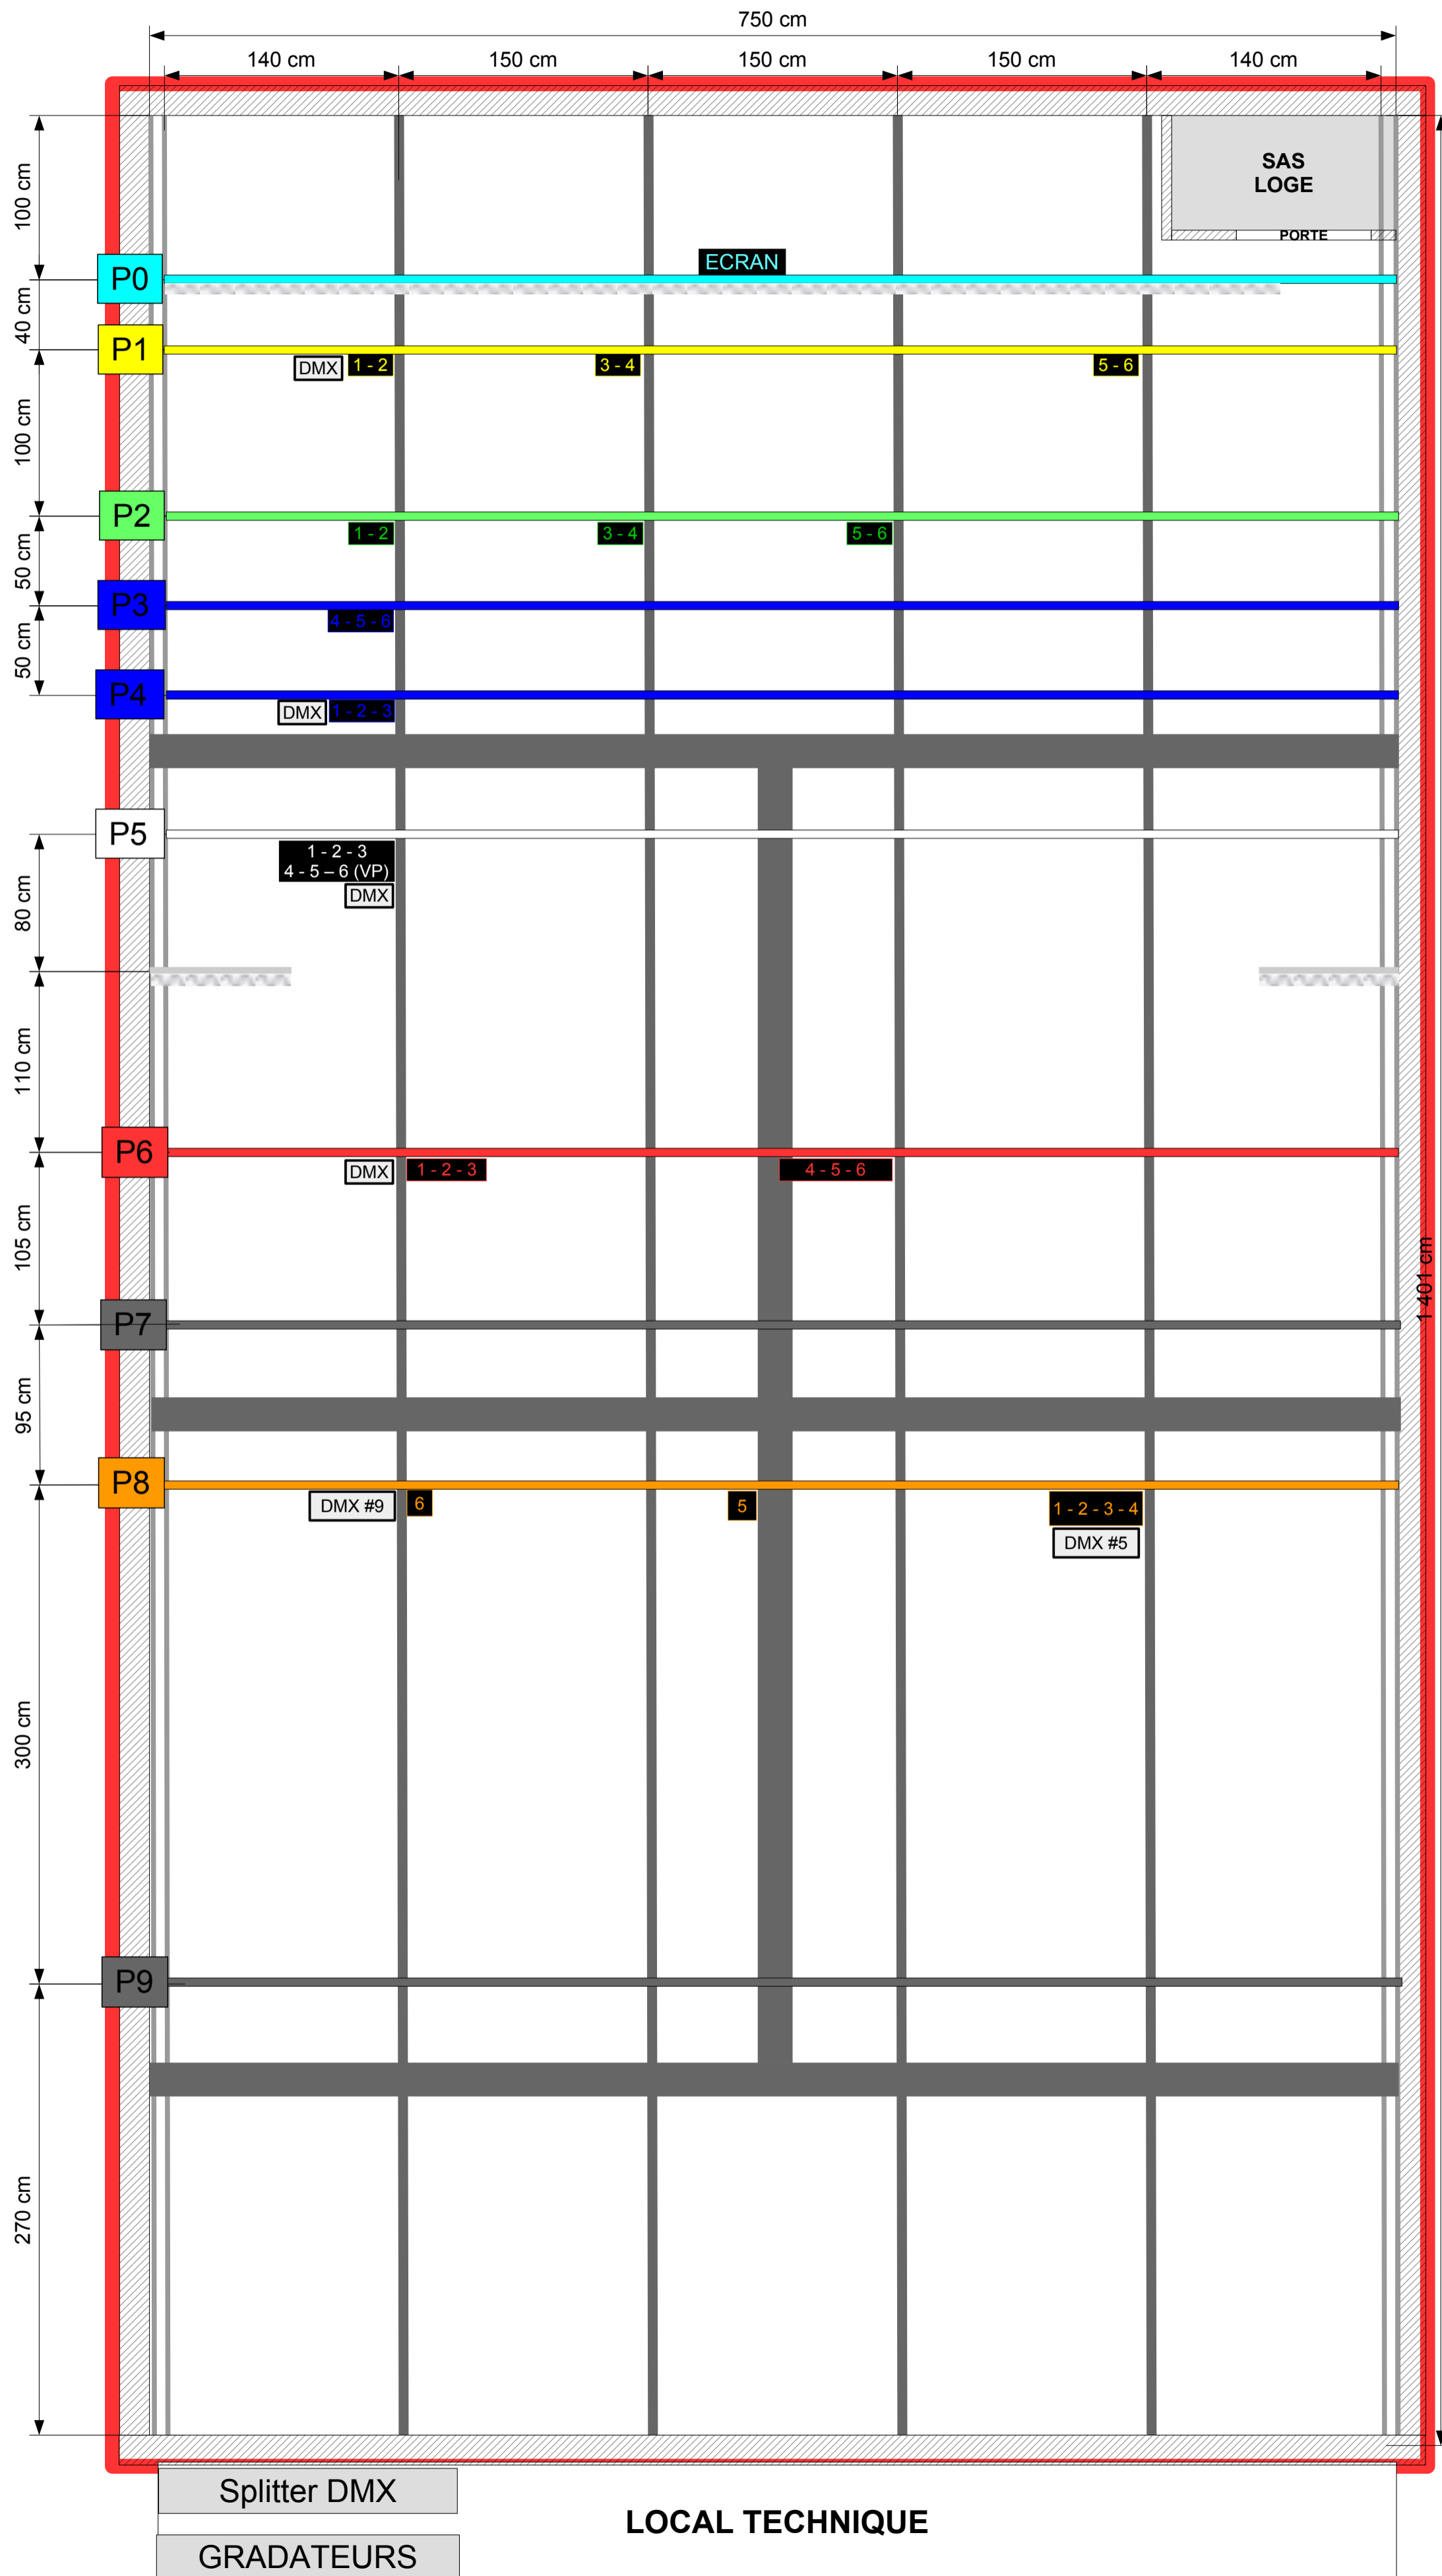 750 cm
140 cm
150 cm
150 cm
150 cm
140 cm
100 cm
SAS
LOGE
PORTE
ECRAN
P0
40 cm
P1
DMX
1 - 2
3 - 4
5 - 6
100 cm
P2
1 - 2
3 - 4
5 - 6
50 cm
P3
4 - 5 - 6
50 cm
P4
DMX
1 - 2 - 3
P5
1 - 2 - 3
4 - 5 – 6 (VP)
DMX
80 cm
110 cm
P6
DMX
1 - 2 - 3
4 - 5 - 6
105 cm
1 401 cm
P7
95 cm
P8
DMX #9
6
5
1 - 2 - 3 - 4
DMX #5
300 cm
P9
270 cm
Splitter DMX
LOCAL TECHNIQUE
GRADATEURS